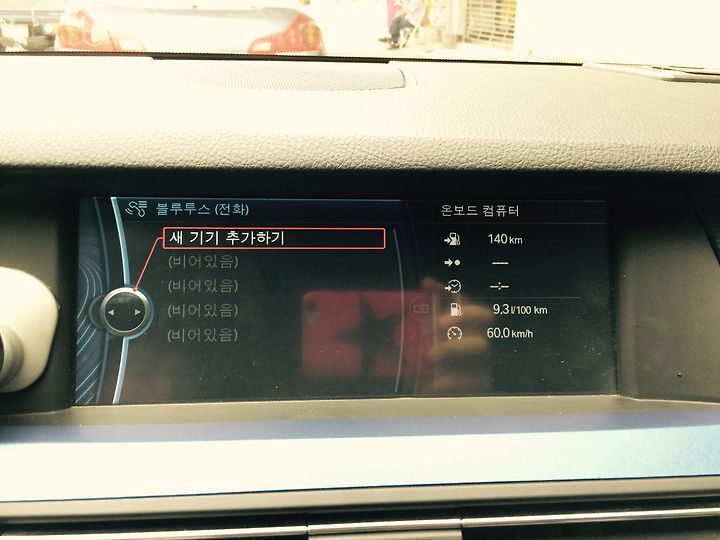 블루투스 (전화)
새 기기 추가하기
(비어있음)
(비어있음)
(비어있음)
(비어있음)
온보드 컴퓨터
140 km
---
--:--
9.3 l/100 km
60.0 km/h